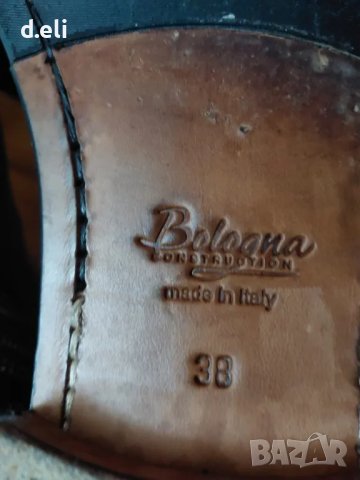 d.eli
Bologna
CONSTRUCTION
made in Italy
38
BAZAR